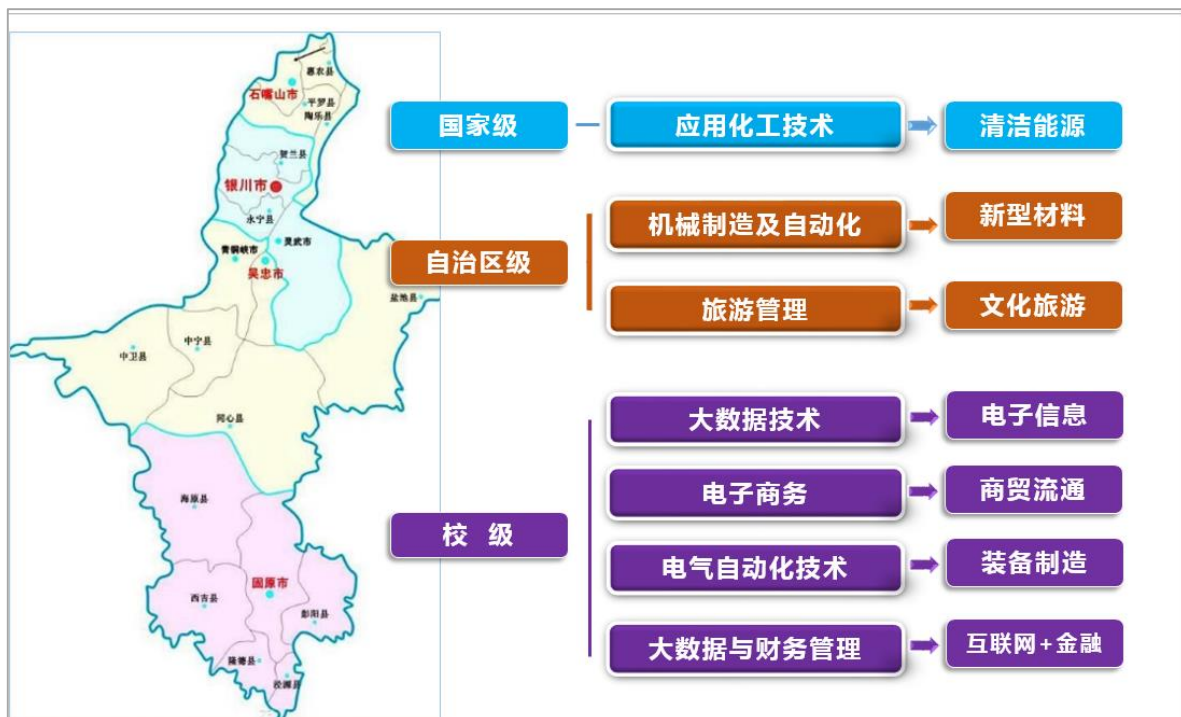 惠农县
石嘴山市
平罗县
陶乐县
贺兰县
银川市
永宁县
灵武市
青铜峡市
吴忠市
盐池县
中宁县
中卫县
同心县
海原县
固原市
西吉县
彭阳县
隆德县
泾源县
国家级
应用化工技术
清洁能源
自治区级
机械制造及自动化
新型材料
旅游管理
文化旅游
校 级
大数据技术
电子信息
电子商务
商贸流通
电气自动化技术
装备制造
大数据与财务管理
互联网+金融